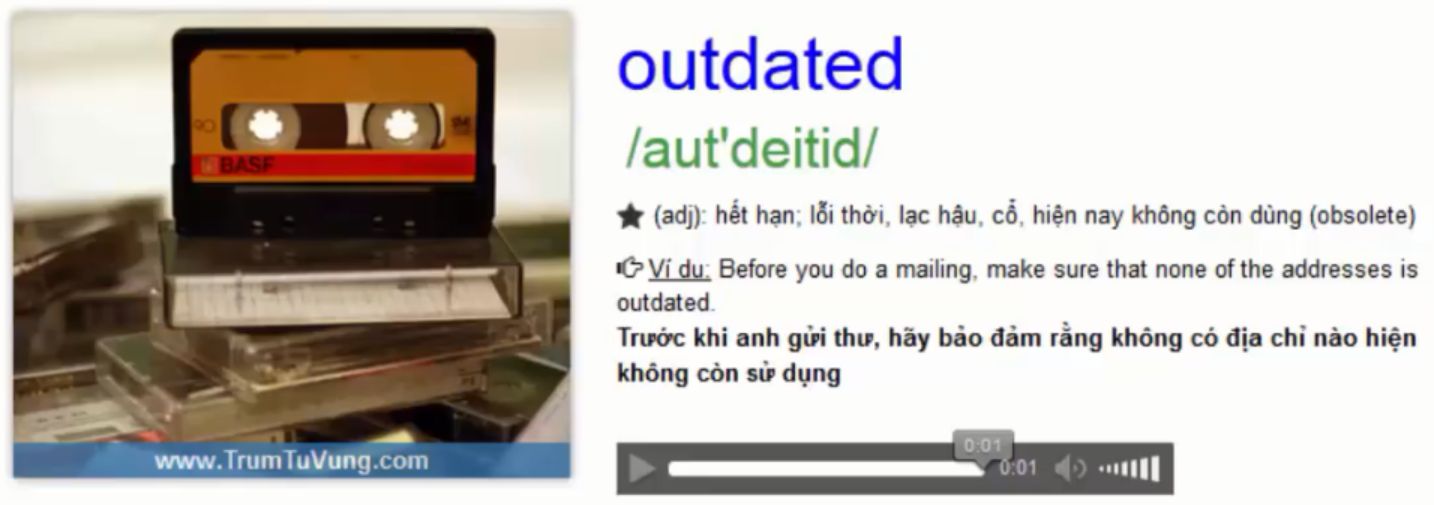 outdated
/aut'deitid/
(adj): hết hạn; lỗi thời, lạc hậu, cổ, hiện nay không còn dùng (obsolete)
Ví du: Before you do a mailing, make sure that none of the addresses is
outdated.
Trước khi anh gửi thư, hãy bảo đảm rằng không có địa chỉ nào hiện
không còn sử dụng
90
BASF
www.TrumTuVung.com
0:01
0:01